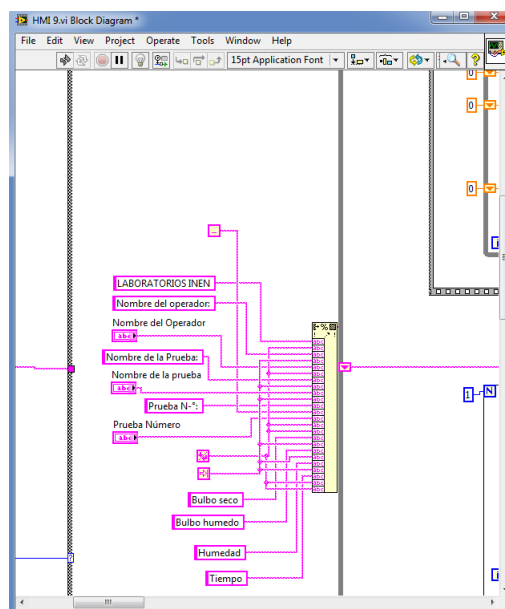 HMI 9.vi Block Diagram *
File Edit View Project Operate Tools Window Help
15pt Application Font
0
0
0
LABORATORIOS INEN
Nombre del operador:
Nombre del Operador
abc
Nombre de la Prueba:
Nombre de la prueba
abc
Prueba N-°:
Prueba Número
abc
1
N
i
Bulbo seco
Bulbo humedo
Humedad
Tiempo
?
i